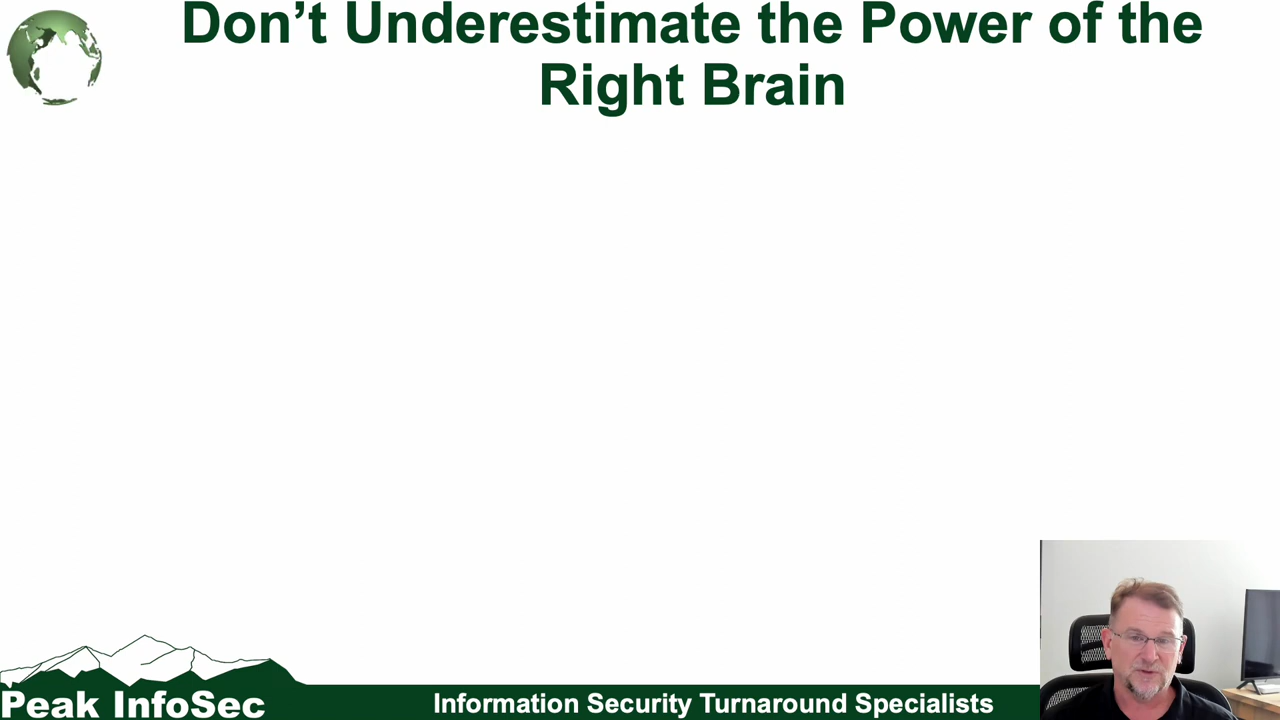 Don’t Underestimate the Power of the
Right Brain
Peak InfoSec
Information Security Turnaround Specialists